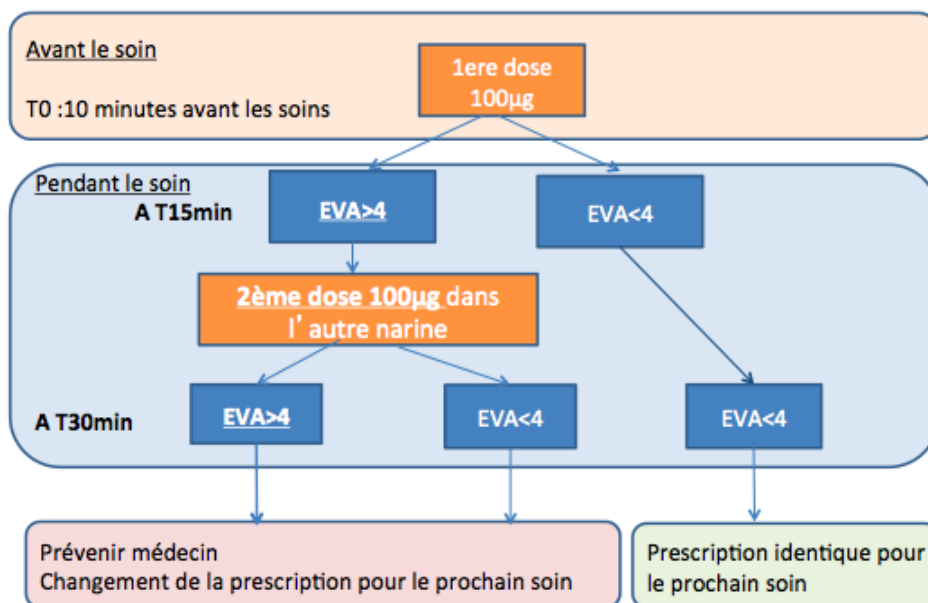 Avant le soin
1ere dose
100µg
T0 :10 minutes avant les soins
Pendant le soin
A T15min
EVA>4
EVA<4
2ème dose 100µg dans
l' autre narine
A T30min
EVA>4
EVA<4
EVA<4
Prévenir médecin
Changement de la prescription pour le prochain soin
Prescription identique pour
le prochain soin